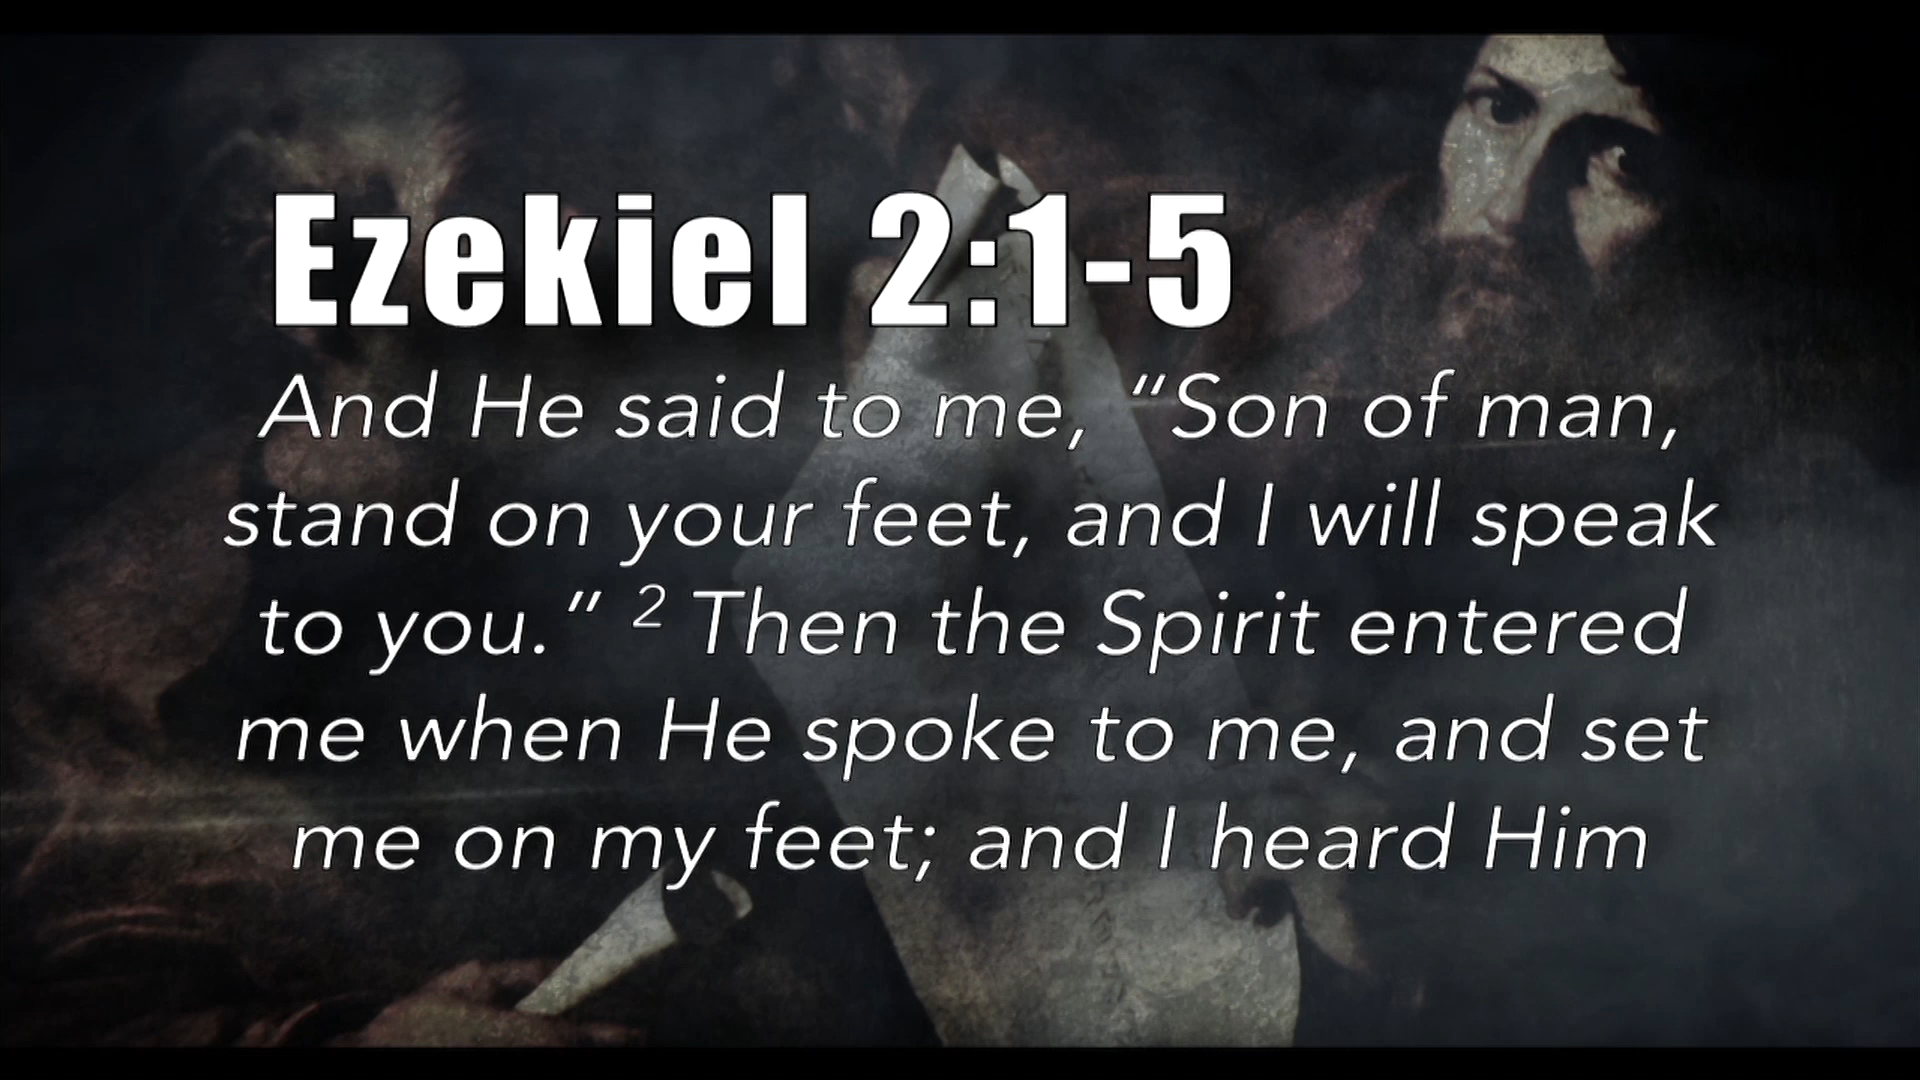 Ezekiel 2:1-5
And He said to me, “Son of man,
stand on your feet, and I will speak
to you.” ² Then the Spirit entered
me when He spoke to me, and set
me on my feet; and I heard Him